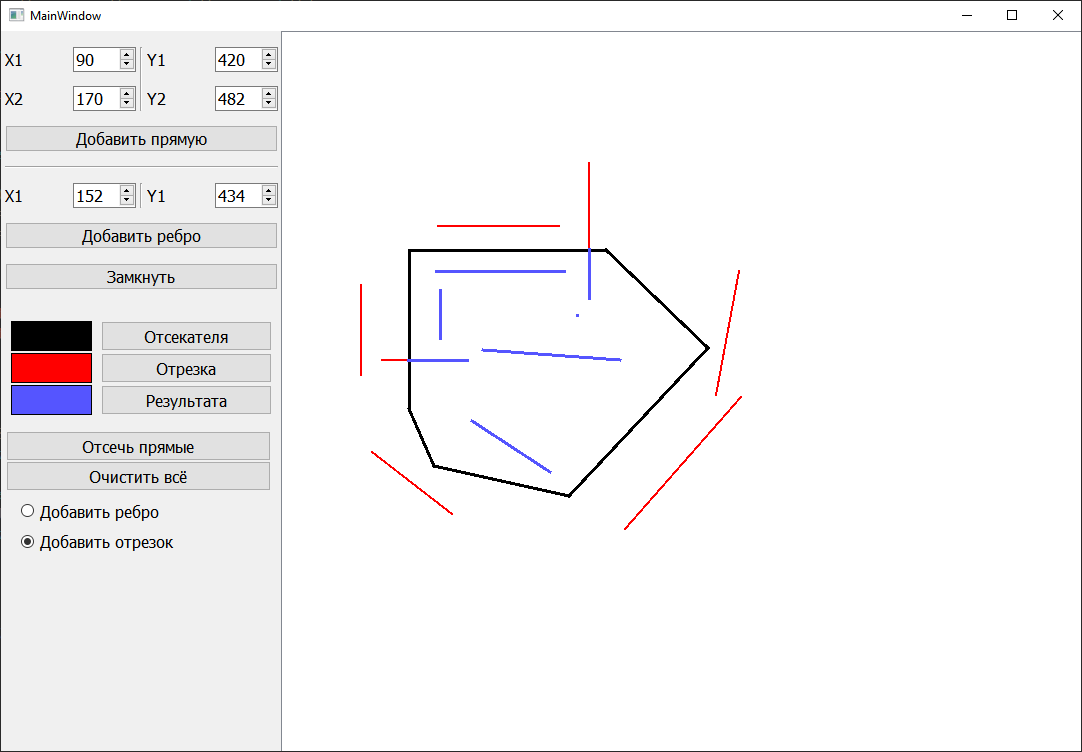 MainWindow
X1 90 Y1 420
X2 170 Y2 482
Добавить прямую
X1 152 Y1 434
Добавить ребро
Замкнуть
Отсекателя
Отрезка
Результата
Отсечь прямые
Очистить всё
Добавить ребро
Добавить отрезок